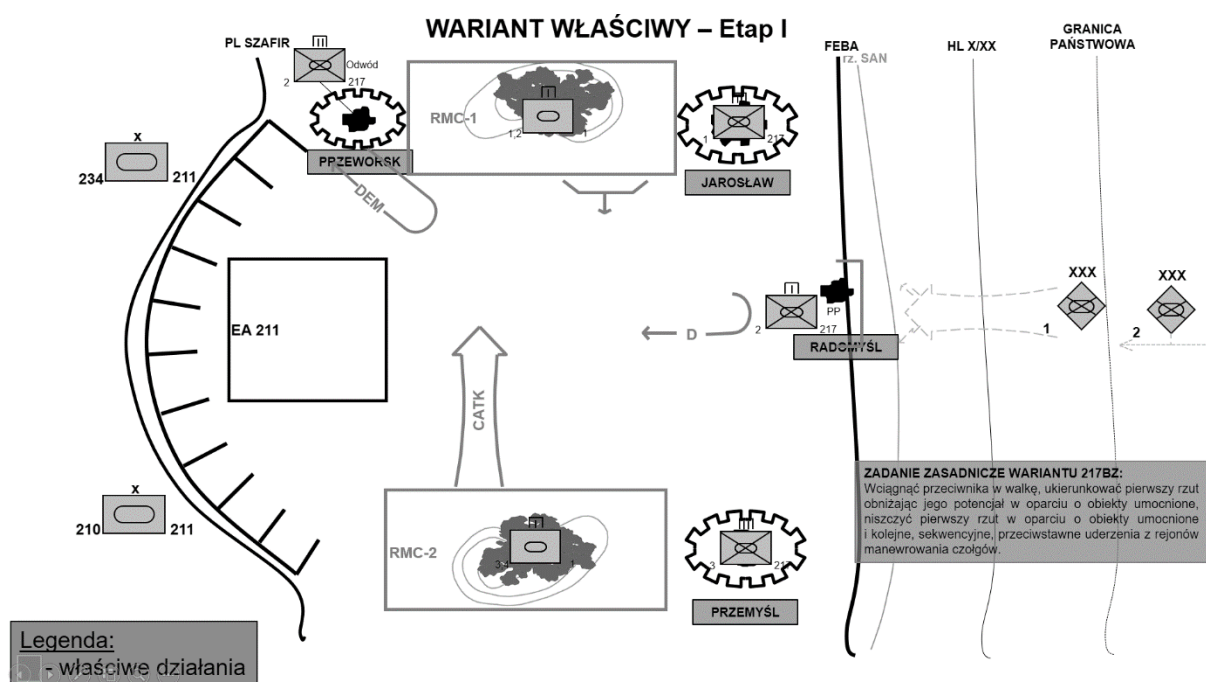 WARIANT WŁAŚCIWY – Etap I
PL SZAFIR
FEBA
rz. SAN
HL X/XX
GRANICA
PAŃSTWOWA
Odwód
2
217
x
234
211
PPZEWORSK
DEM
RMC-1
1,2
1
1
217
JAROSŁAW
EA 211
D
2
217
PP
RADOMYŚL
XXX
1
XXX
2
CATK
x
210
211
RMC-2
3,4
1
3
217
PRZEMYŚL
ZADANIE ZASADNICZE WARIANTU 217BZ:
Wciągnąć przeciwnika w walkę, ukierunkować pierwszy rzut
obniżając jego potencjał w oparciu o obiekty umocnione,
niszczyć pierwszy rzut w oparciu o obiekty umocnione
i kolejne, sekwencyjne, przeciwstawne uderzenia z rejonów
manewrowania czołgów.
Legenda:
- właściwe działania